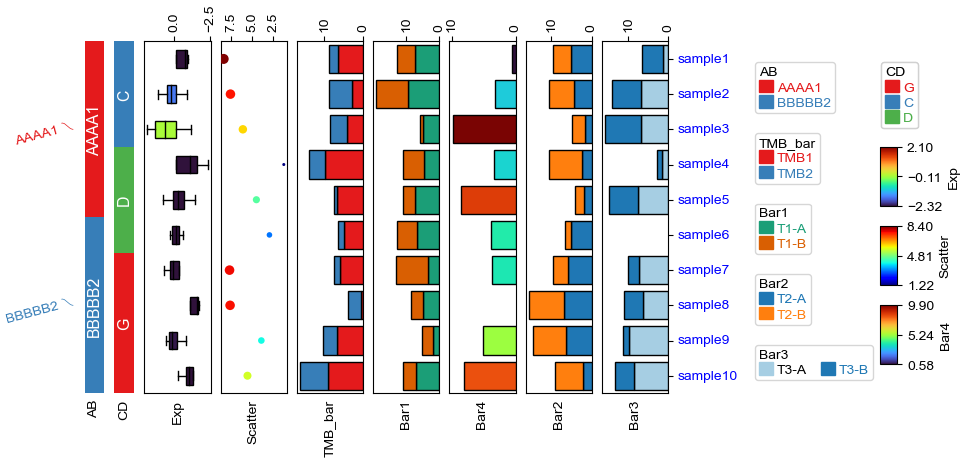 0.0
−2.5
7.5
5.0
2.5
10
0
10
0
10
0
10
0
10
0
AAAA1
BBBBB2
AAAA1
BBBBB2
C
D
G
sample1
sample2
sample3
sample4
sample5
sample6
sample7
sample8
sample9
sample10
AB
CD
Exp
Scatter
TMB_bar
Bar1
Bar4
Bar2
Bar3
AB
AAAA1
BBBBB2
TMB_bar
TMB1
TMB2
Bar1
T1-A
T1-B
Bar2
T2-A
T2-B
Bar3
T3-A T3-B
CD
G
C
D
2.10
−0.11
−2.32
Exp
8.40
4.81
1.22
Scatter
9.90
5.24
0.58
Bar4